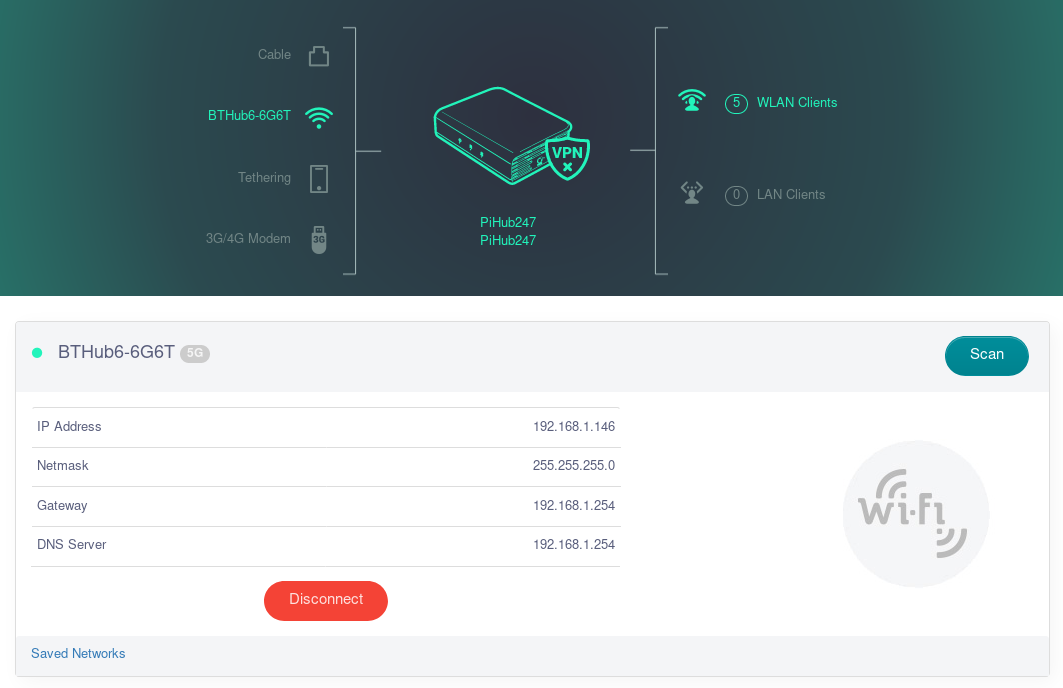 Cable
BTHub6-6G6T
Tethering
3G/4G Modem
3G
VPN
PiHub247
PiHub247
5 WLAN Clients
0 LAN Clients
BTHub6-6G6T 5G
Scan
IP Address 192.168.1.146
Netmask 255.255.255.0
Gateway 192.168.1.254
DNS Server 192.168.1.254
wi-fi
Disconnect
Saved Networks